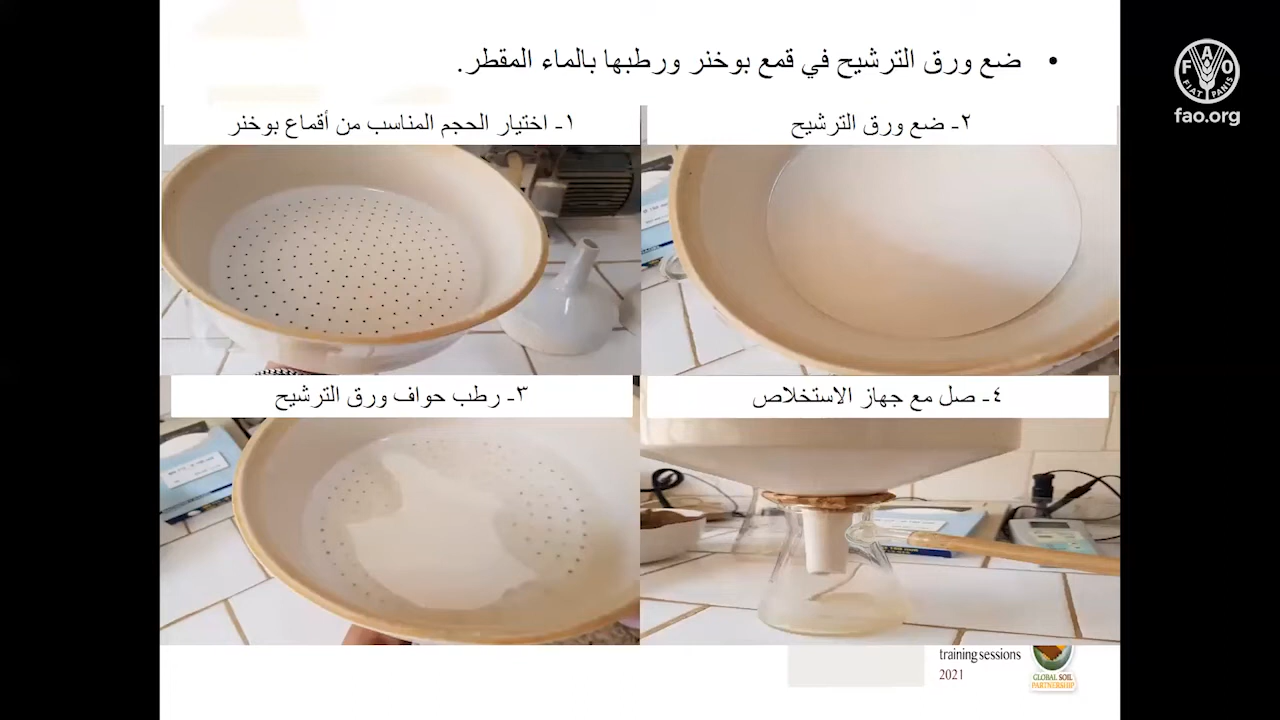 • ضع ورق الترشيح في قمع بوخنر ورطبها بالماء المقطر.
١- اختيار الحجم المناسب من أقماع بوخنر
٢- ضع ورق الترشيح
٣- رطب حواف ورق الترشيح
٤- صل مع جهاز الاستخلاص
FAO
FIAT PANIS
fao.org
training sessions
2021
GLOBAL SOIL
PARTNERSHIP